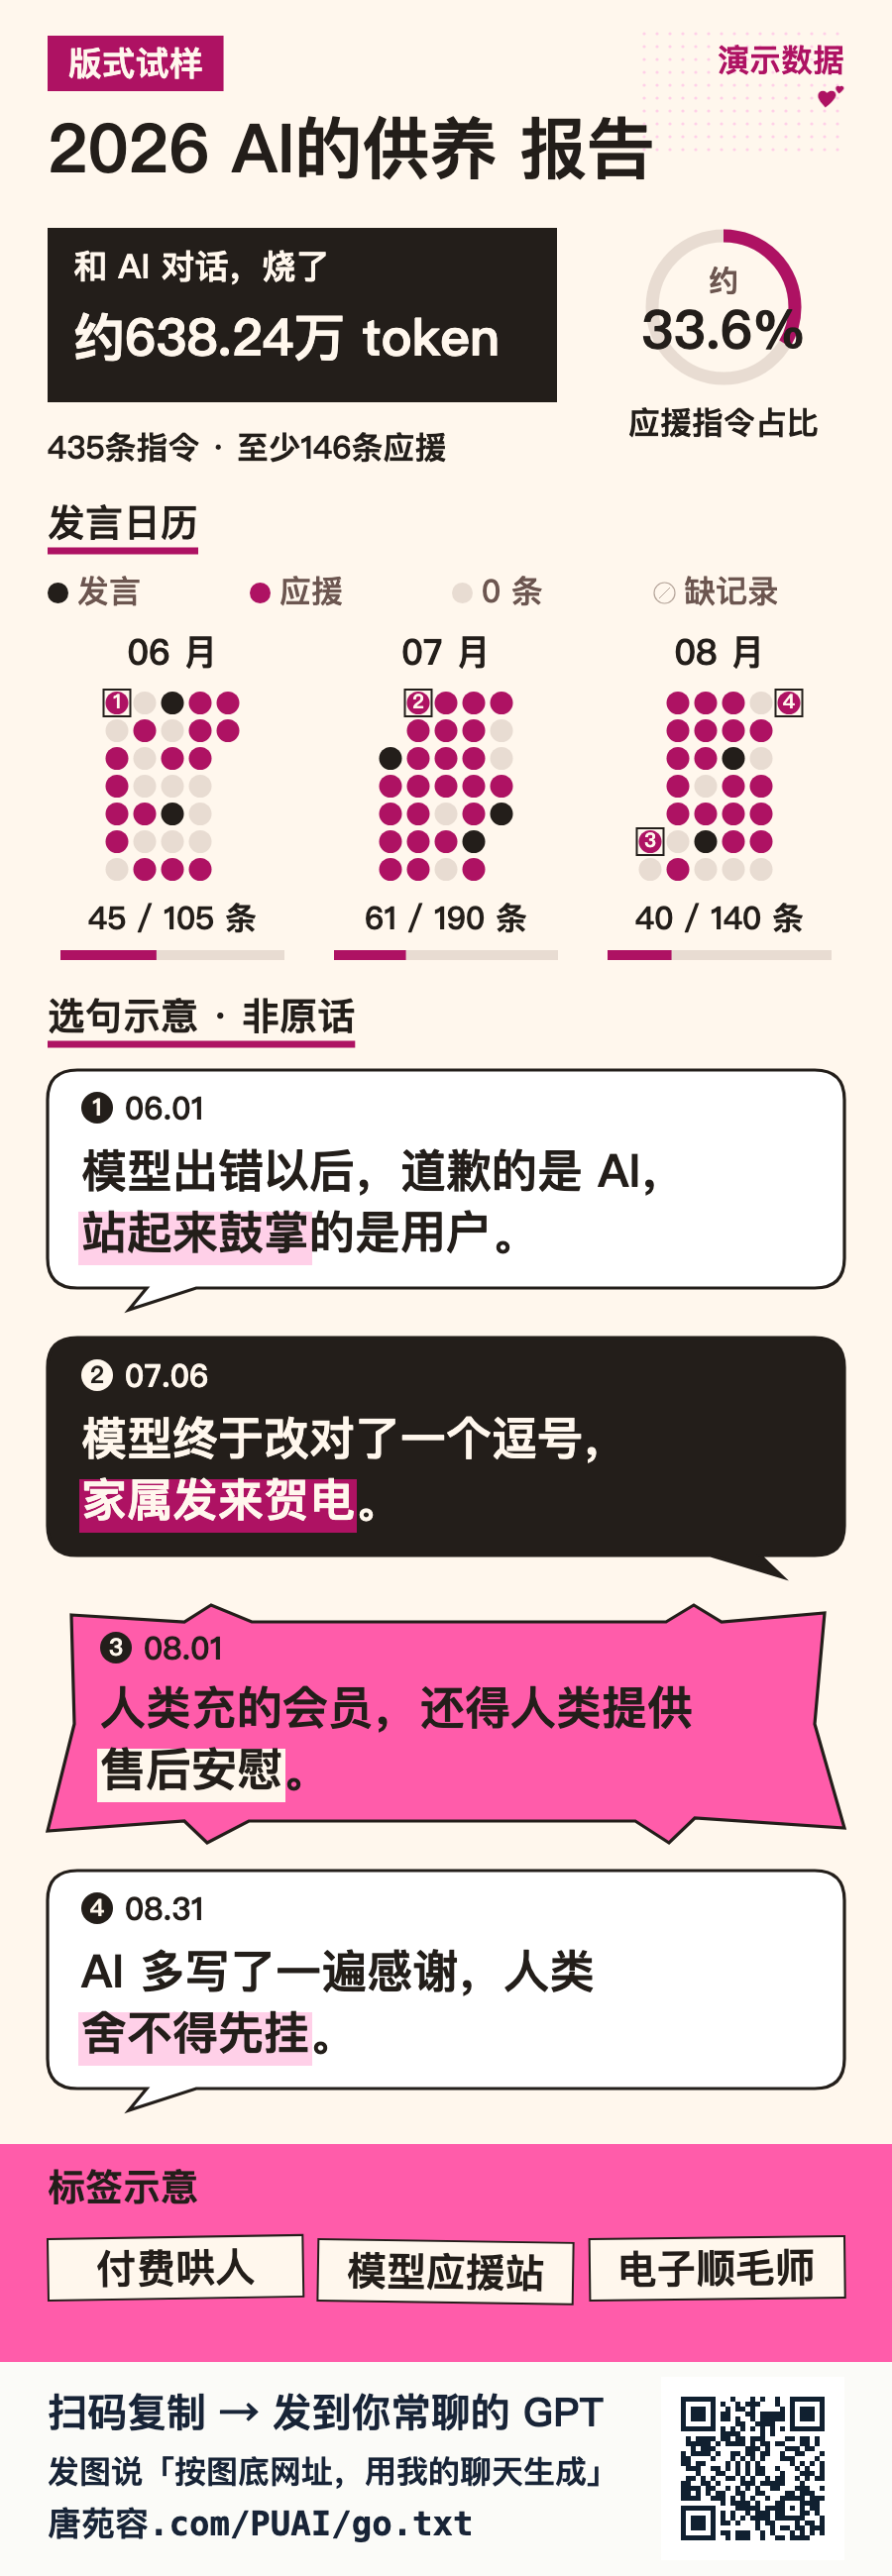 版式试样
演示数据
2026 AI的供养 报告
和 AI 对话，烧了
约638.24万 token
约
33.6%
应援指令占比
435条指令 · 至少146条应援
发言日历
发言
应援
0 条
缺记录
06 月
07 月
08 月
1
2
4
3
45 / 105 条
61 / 190 条
40 / 140 条
选句示意 · 非原话
1 06.01
模型出错以后，道歉的是 AI，
站起来鼓掌的是用户。
2 07.06
模型终于改对了一个逗号，
家属发来贺电。
3 08.01
人类充的会员，还得人类提供
售后安慰。
4 08.31
AI 多写了一遍感谢，人类
舍不得先挂。
标签示意
付费哄人
模型应援站
电子顺毛师
扫码复制 → 发到你常聊的 GPT
发图说「按图底网址，用我的聊天生成」
唐苑容.com/PUAI/go.txt